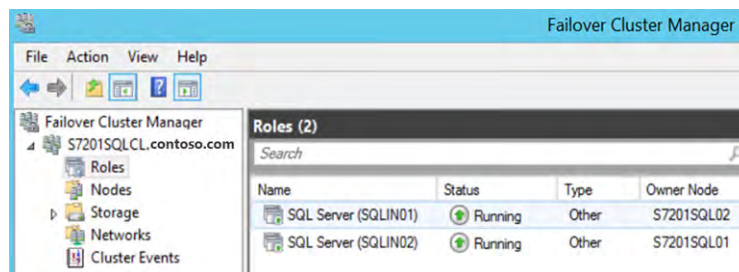 Failover Cluster Manager
File Action View Help
Failover Cluster Manager
S7201SQLCL.contoso.com
Roles
Nodes
Storage
Networks
Cluster Events
Roles (2)
Search
Name Status Type Owner Node
SQL Server (SQLIN01) Running Other S7201SQL02
SQL Server (SQLIN02) Running Other S7201SQL01